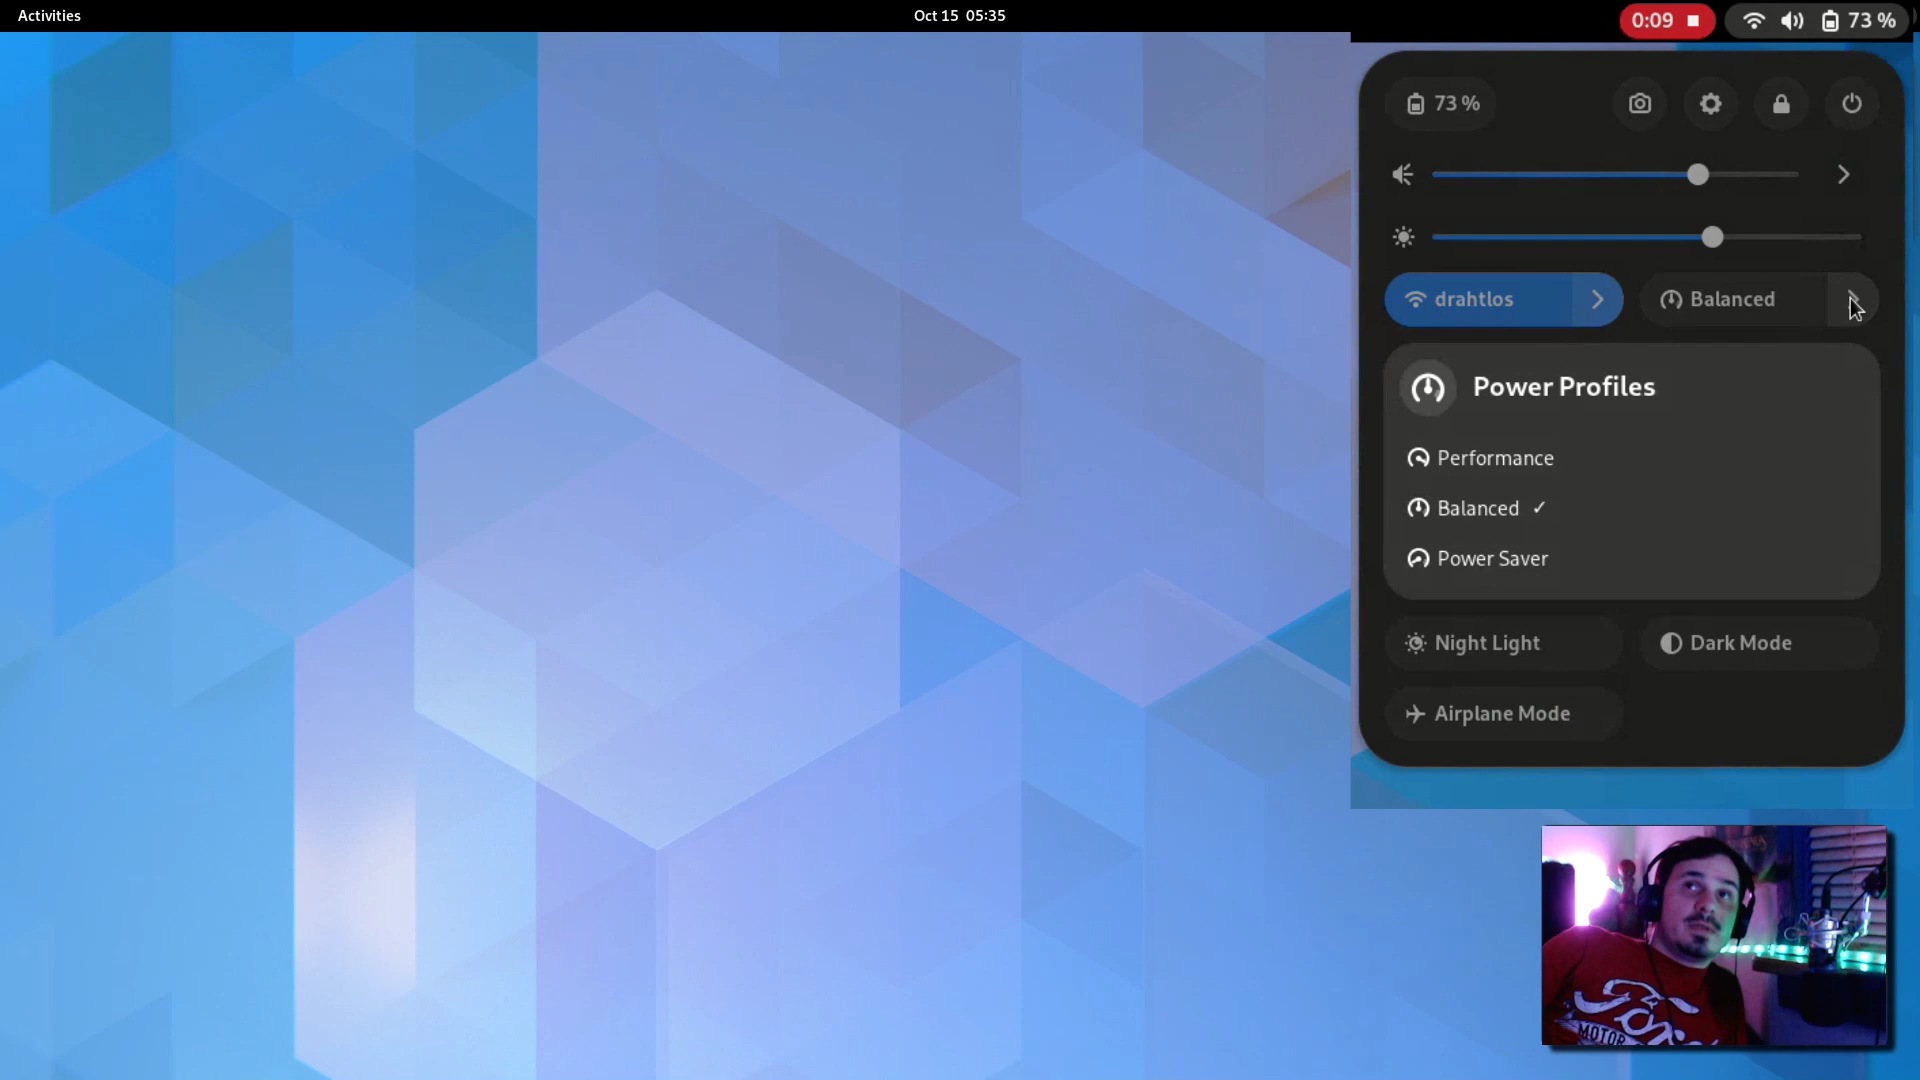 Activities
Oct 15 05:35
0:09
73 %
73 %
drahtlos
Balanced
Power Profiles
Performance
Balanced ✓
Power Saver
Night Light
Dark Mode
Airplane Mode
MOTOR